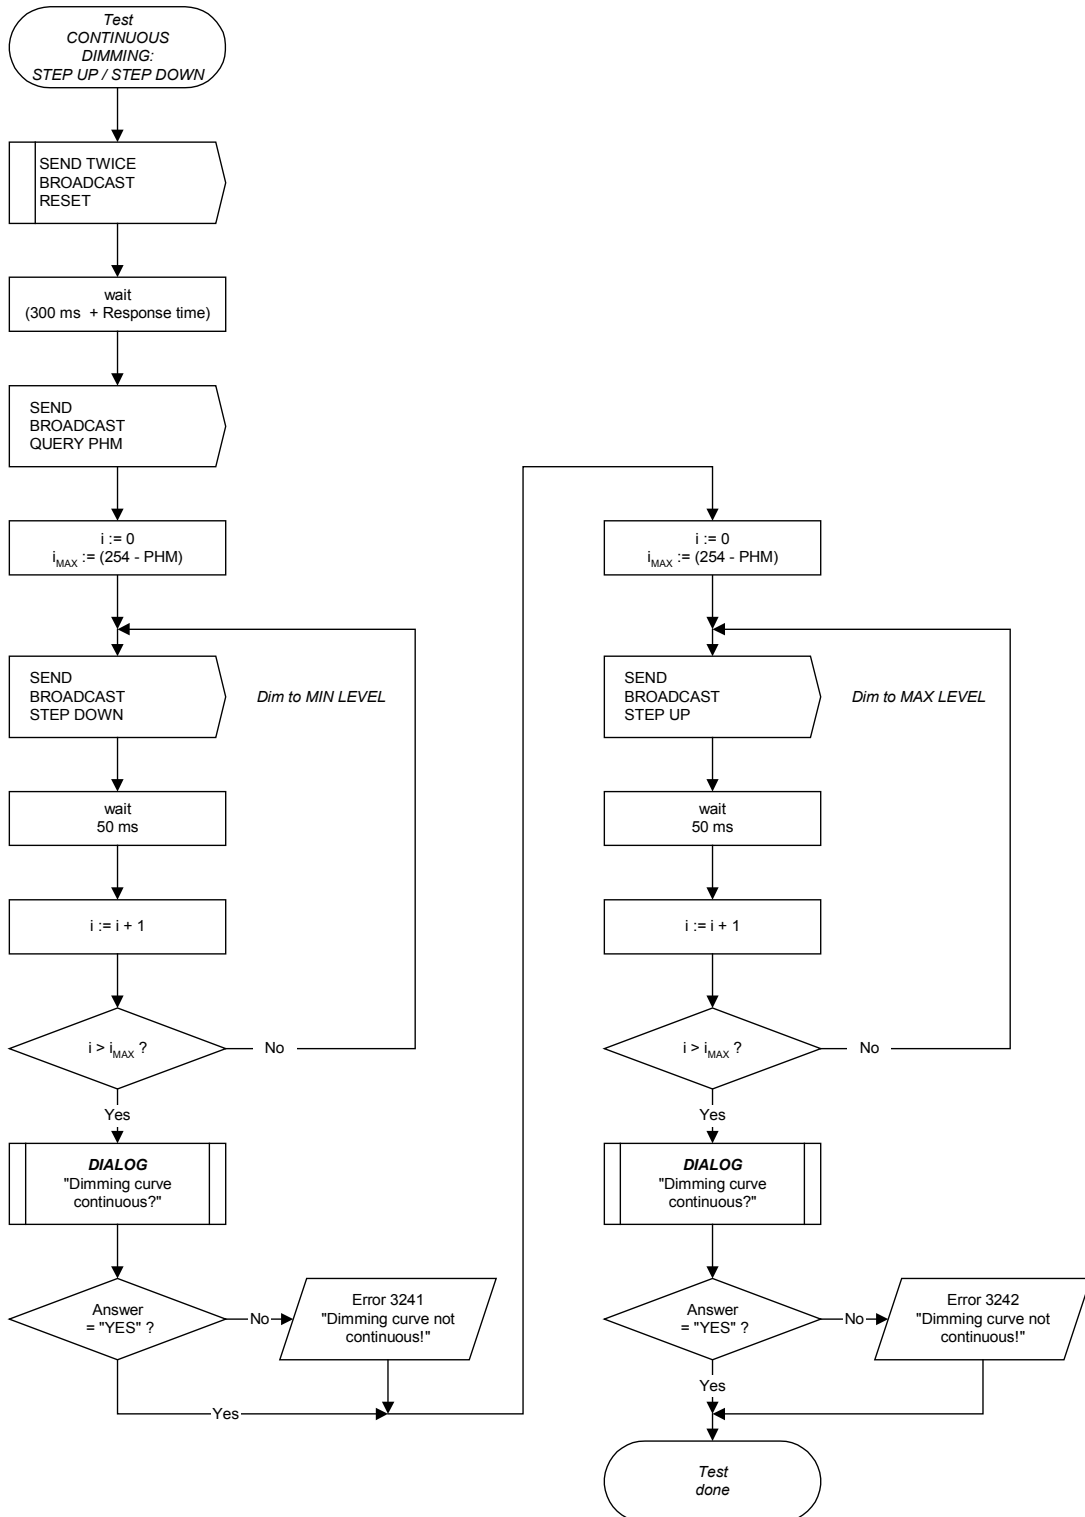 Test
CONTINUOUS
DIMMING:
STEP UP / STEP DOWN
SEND TWICE
BROADCAST
RESET
wait
(300 ms + Response time)
SEND
BROADCAST
QUERY PHM
i := 0
iMAX := (254 - PHM)
SEND
BROADCAST
STEP DOWN
Dim to MIN LEVEL
wait
50 ms
i := i + 1
i > iMAX ?
No
Yes
DIALOG
"Dimming curve
continuous?"
Answer
= "YES" ?
No
Error 3241
"Dimming curve not
continuous!"
Yes
i := 0
iMAX := (254 - PHM)
SEND
BROADCAST
STEP UP
Dim to MAX LEVEL
wait
50 ms
i := i + 1
i > iMAX ?
No
Yes
DIALOG
"Dimming curve
continuous?"
Answer
= "YES" ?
No
Error 3242
"Dimming curve not
continuous!"
Yes
Test
done